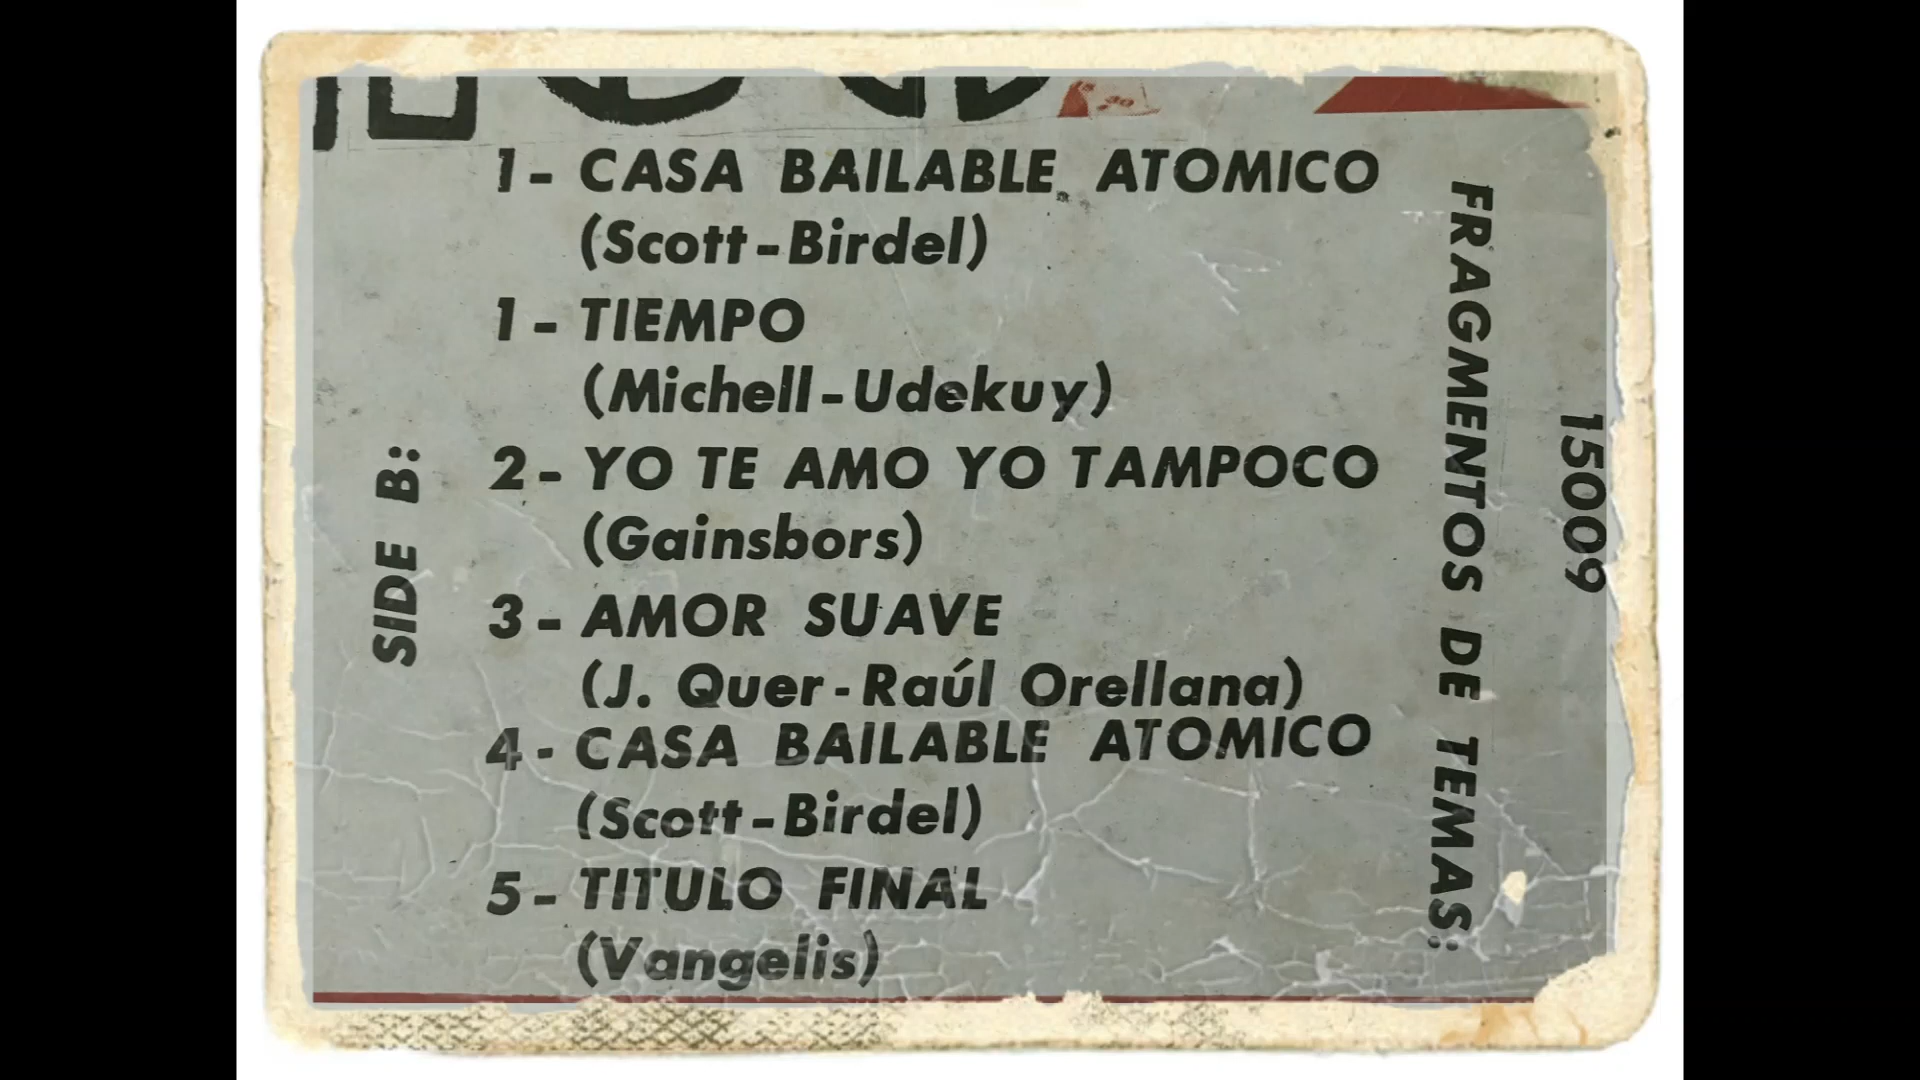 SIDE B:
1- CASA BAILABLE ATOMICO
(Scott-Birdel)
1- TIEMPO
(Michell-Udekuy)
2- YO TE AMO YO TAMPOCO
(Gainsbors)
3- AMOR SUAVE
(J. Quer-Raúl Orellana)
4- CASA BAILABLE ATOMICO
(Scott-Birdel)
5- TITULO FINAL
(Vangelis)
FRAGMENTOS DE TEMAS:
15009